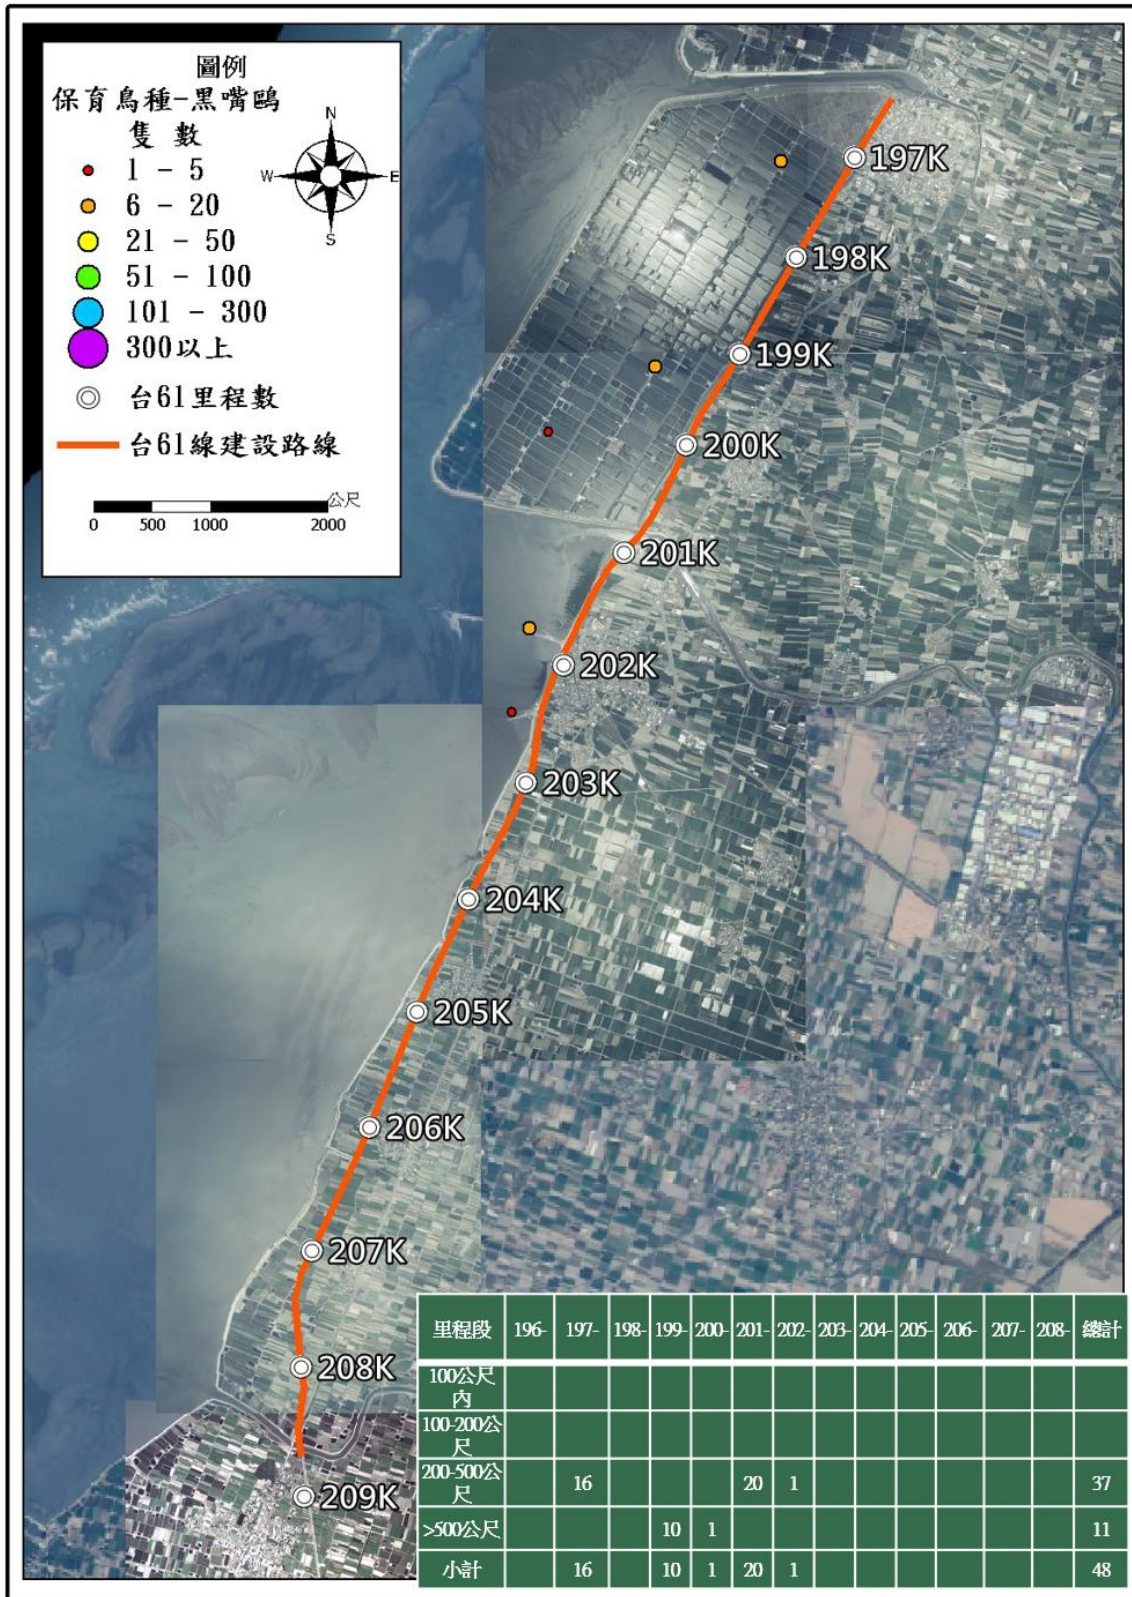 圖例
保育鳥種-黑嘴鷗
隻 數
1 - 5
6 - 20
21 - 50
51 - 100
101 - 300
300以上
台61里程數
台61線建設路線
N
W
E
S
公尺
0 500 1000 2000
197K
198K
199K
200K
201K
202K
203K
204K
205K
206K
207K
208K
209K
里程段 196- 197- 198- 199- 200- 201- 202- 203- 204- 205- 206- 207- 208- 總計
100公尺
內
100-200公
尺
200-500公
尺 16 20 1 37
>500公尺 10 1 11
小計 16 10 1 20 1 48